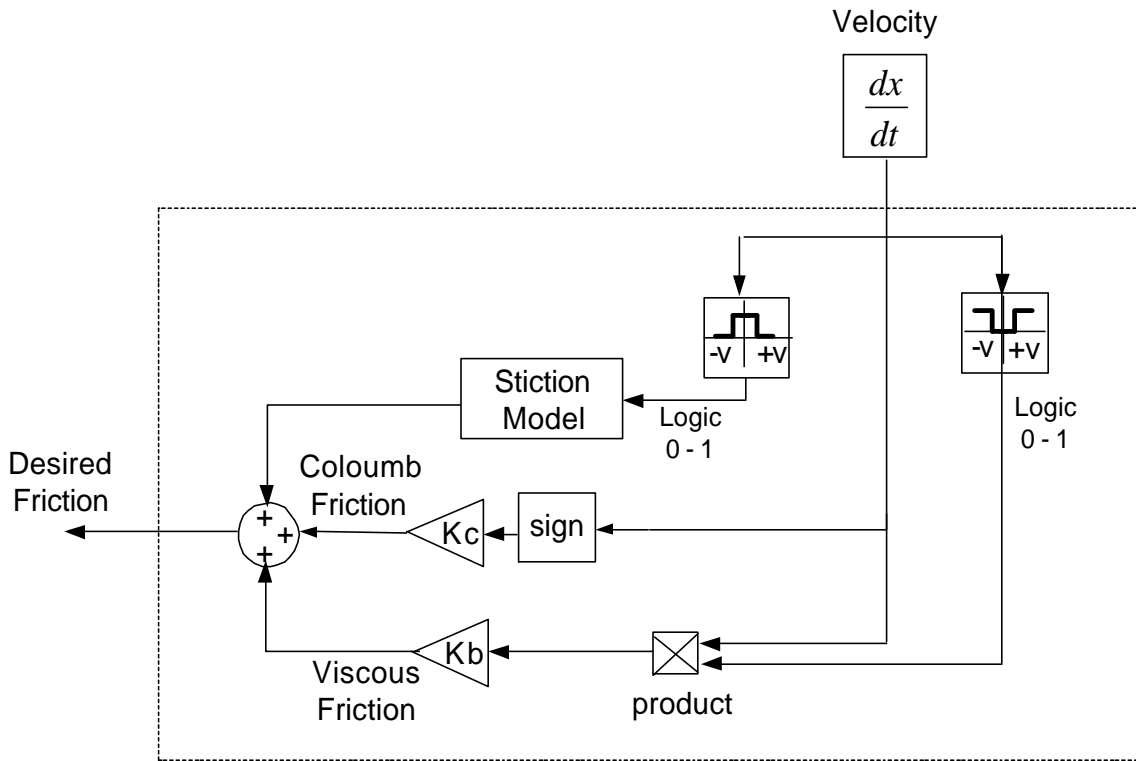 Velocity
dx
dt
-v +v
-v +v
Stiction
Model
Logic
0 - 1
Logic
0 - 1
Desired
Friction
Coloumb
Friction
+
+
+
Kc
sign
Kb
Viscous
Friction
product